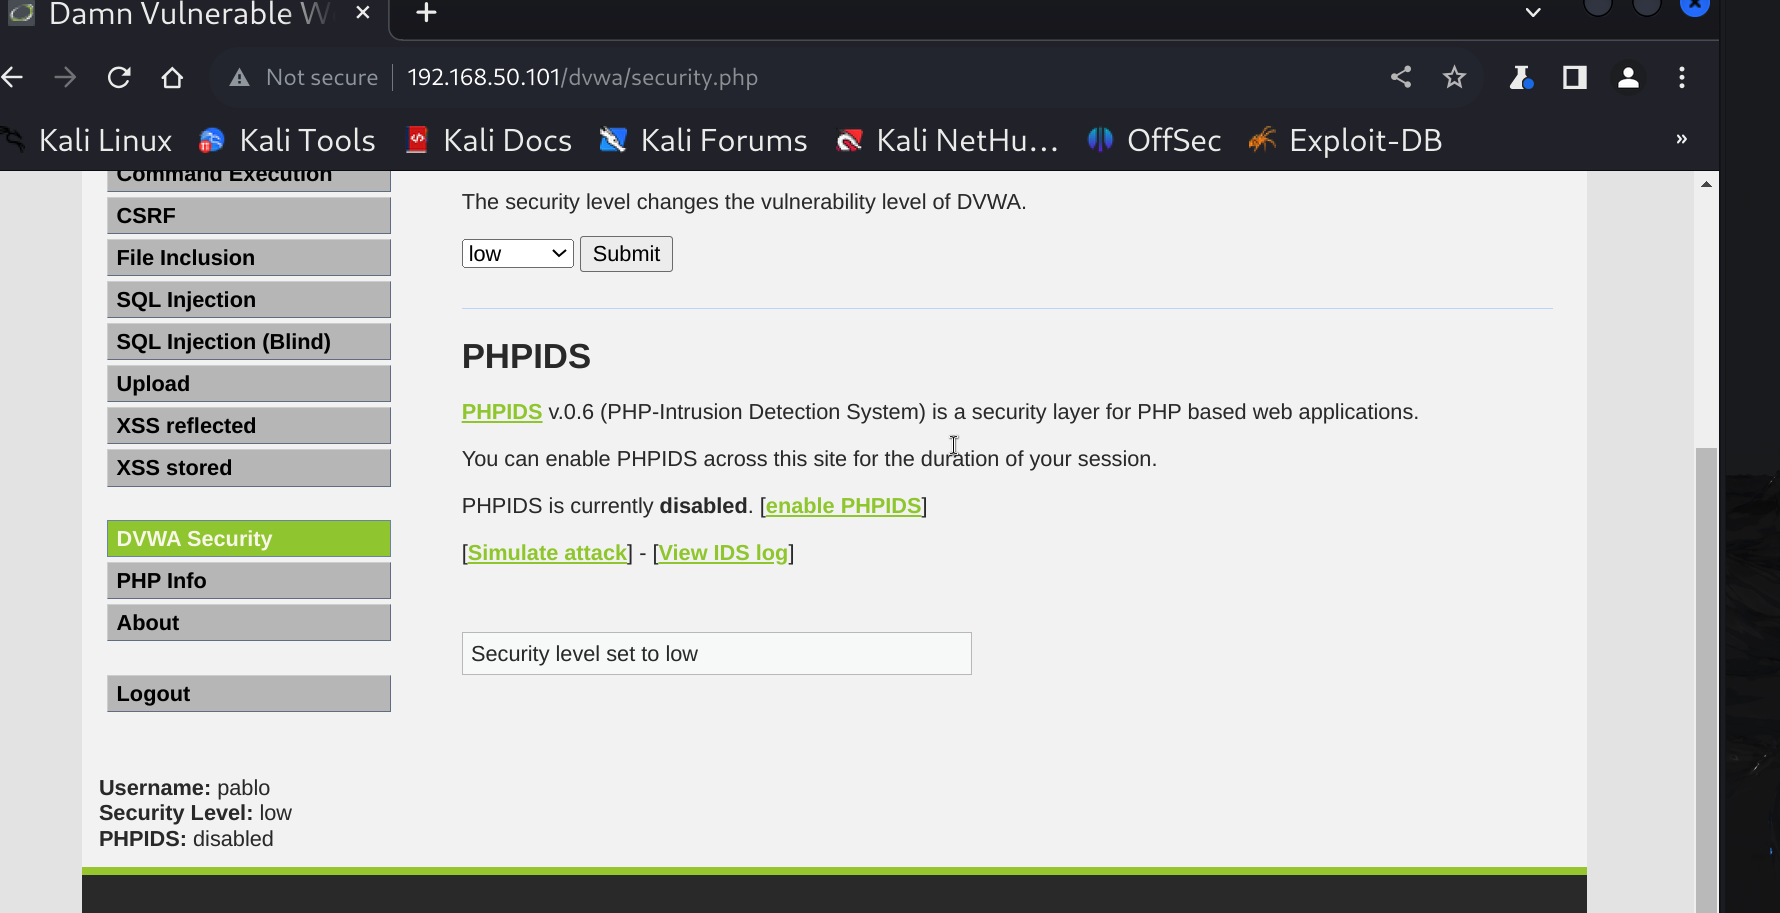 Damn Vulnerable W
Not secure 192.168.50.101/dvwa/security.php
Kali Linux Kali Tools Kali Docs Kali Forums Kali NetHu... OffSec Exploit-DB »
Command Execution
CSRF
File Inclusion
SQL Injection
SQL Injection (Blind)
Upload
XSS reflected
XSS stored
DVWA Security
PHP Info
About
Logout
Username: pablo
Security Level: low
PHPIDS: disabled
The security level changes the vulnerability level of DVWA.
low Submit
PHPIDS
PHPIDS v.0.6 (PHP-Intrusion Detection System) is a security layer for PHP based web applications.
You can enable PHPIDS across this site for the duration of your session.
PHPIDS is currently disabled. [enable PHPIDS]
[Simulate attack] - [View IDS log]
Security level set to low